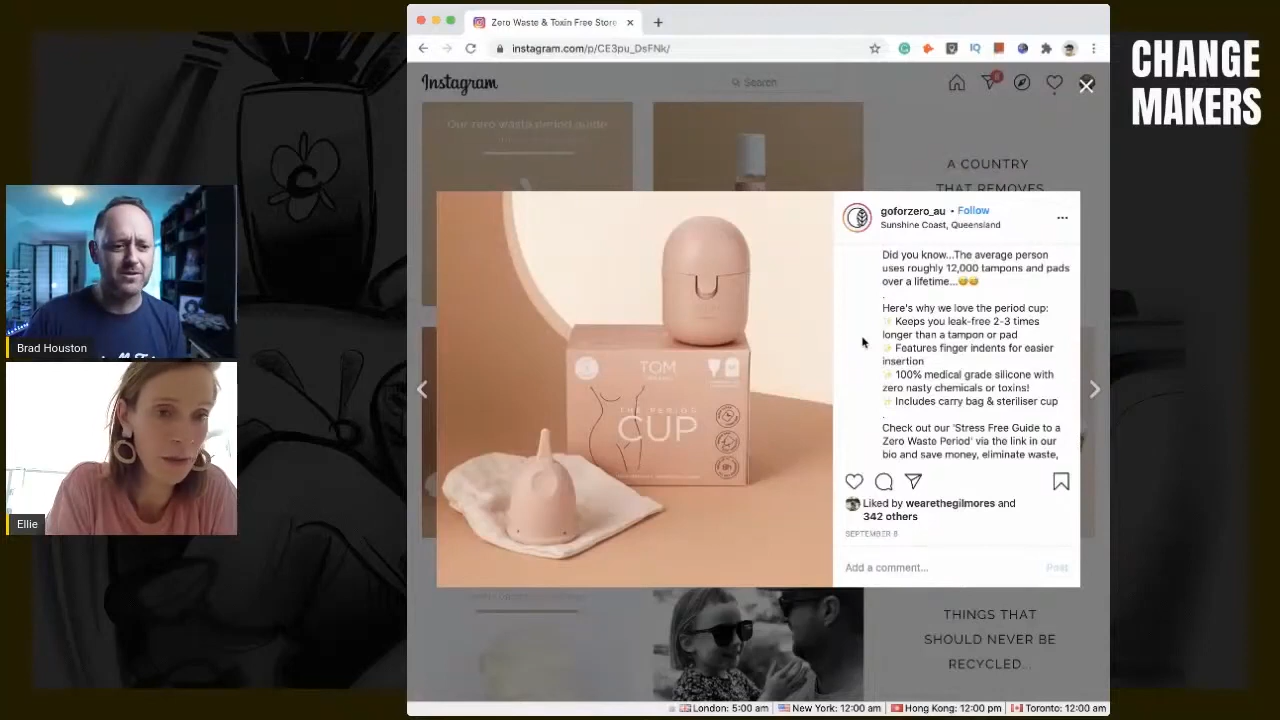 Zero Waste & Toxin Free Store
instagram.com/p/CE3pu_DsFNk/
CHANGE
MAKERS
Instagram
Search
Our zero waste period guide
A COUNTRY
THAT REMOVES
goforzero_au • Follow
Sunshine Coast, Queensland
Did you know...The average person
uses roughly 12,000 tampons and pads
over a lifetime...
.
Here's why we love the period cup:
Keeps you leak-free 2-3 times
longer than a tampon or pad
Features finger indents for easier
insertion
100% medical grade silicone with
zero nasty chemicals or toxins!
Includes carry bag & steriliser cup
.
Check out our 'Stress Free Guide to a
Zero Waste Period' via the link in our
bio and save money, eliminate waste,
TOM
THE PERIOD
CUP
Liked by wearethegilmores and
342 others
SEPTEMBER 8
Add a comment...
Post
Brad Houston
Ellie
THINGS THAT
SHOULD NEVER BE
RECYCLED...
London: 5:00 am
New York: 12:00 am
Hong Kong: 12:00 pm
Toronto: 12:00 am